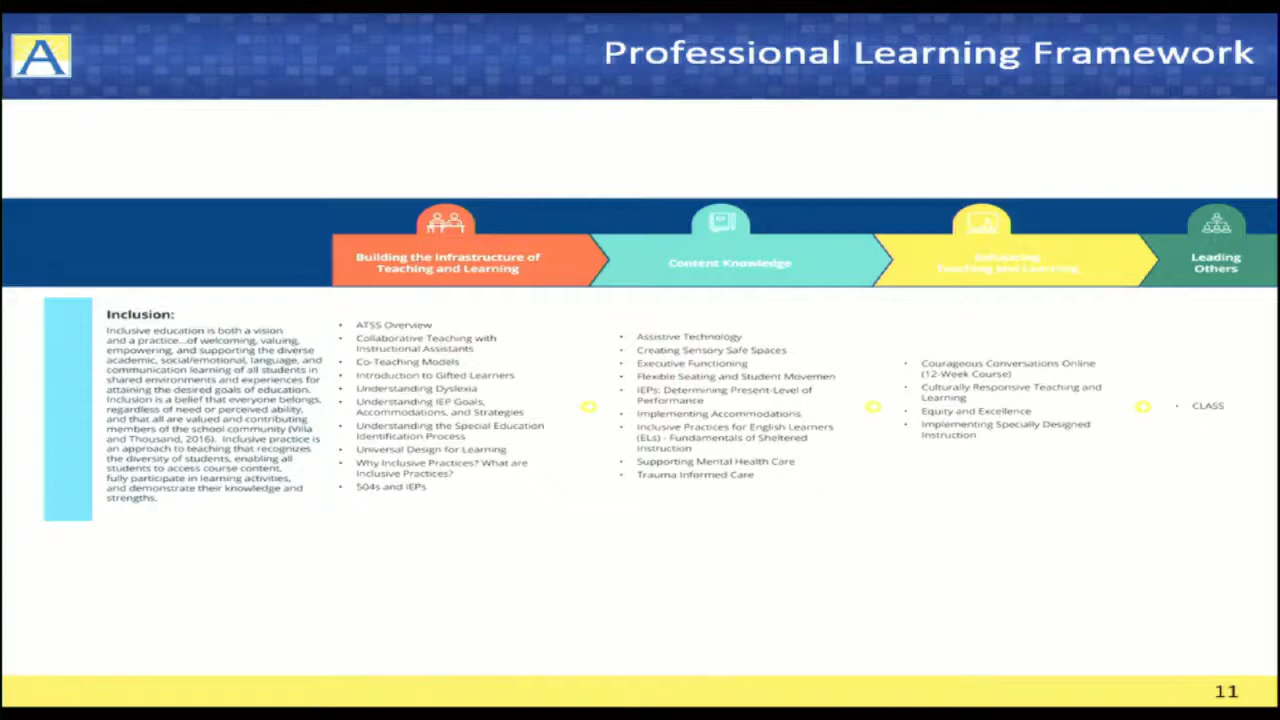 A
Professional Learning Framework
Building the Infrastructure of
Teaching and Learning
Content Knowledge
Enhancing
Teaching and Learning
Leading
Others
Inclusion:
Inclusive education is both a vision
and a practice...of welcoming, valuing,
empowering, and supporting the diverse
academic, social/emotional, language, and
communication learning of all students in
shared environments and experiences for
attaining the desired goals of education.
Inclusion is a belief that everyone belongs,
regardless of need or perceived ability,
and that all are valued and contributing
members of the school community (Villa
and Thousand, 2016). Inclusive practice is
an approach to teaching that recognizes
the diversity of students, enabling all
students to access course content,
fully participate in learning activities,
and demonstrate their knowledge and
strengths.
• ATSS Overview
• Collaborative Teaching with
Instructional Assistants
• Co-Teaching Models
• Introduction to Gifted Learners
• Understanding Dyslexia
• Understanding IEP Goals,
Accommodations, and Strategies
• Understanding the Special Education
Identification Process
• Universal Design for Learning
• Why Inclusive Practices? What are
Inclusive Practices?
• 504s and IEPs
• Assistive Technology
• Creating Sensory Safe Spaces
• Executive Functioning
• Flexible Seating and Student Movemen
• IEPs: Determining Present-Level of
Performance
• Implementing Accommodations
• Inclusive Practices for English Learners
(ELs) - Fundamentals of Sheltered
Instruction
• Supporting Mental Health Care
• Trauma Informed Care
• Courageous Conversations Online
(12-Week Course)
• Culturally Responsive Teaching and
Learning
• Equity and Excellence
• Implementing Specially Designed
Instruction
• CLASS
11